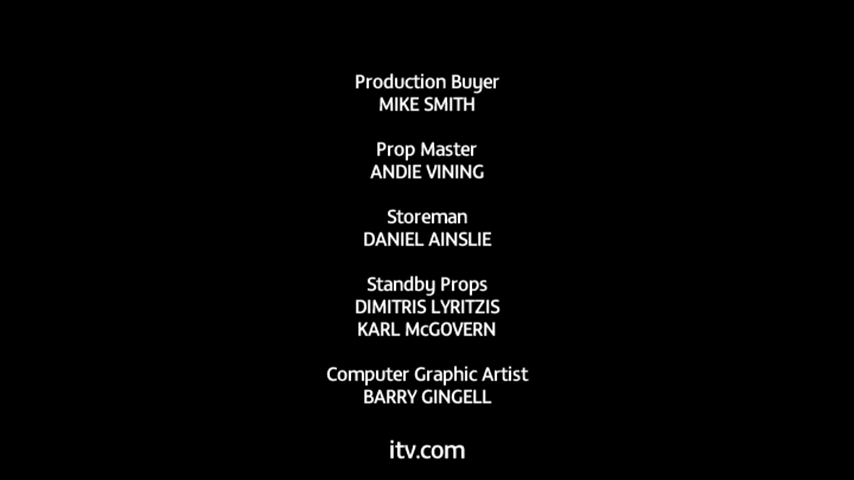 Production Buyer
MIKE SMITH
Prop Master
ANDIE VINING
Storeman
DANIEL AINSLIE
Standby Props
DIMITRIS LYRITZIS
KARL McGOVERN
Computer Graphic Artist
BARRY GINGELL
itv.com